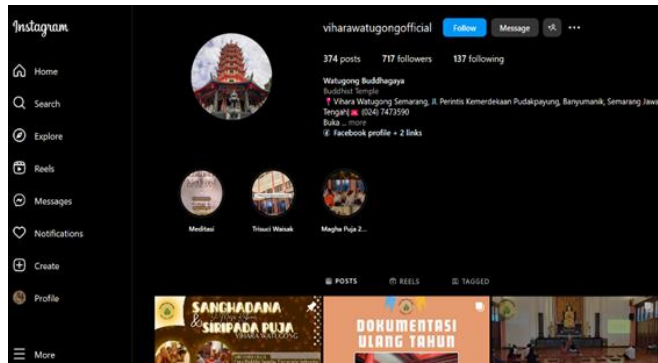 Instagram
Home
Search
Explore
Reels
Messages
Notifications
Create
Profile
More
viharawatugongofficial Follow Message
374 posts 717 followers 137 following
Watugong Buddhagaya
Buddhist Temple
Vihara Watugong Semarang, Jl. Perintis Kemerdekaan Pudakpayung, Banyumanik, Semarang Jawa
Tengah| (024) 7473590
Buka ... more
Facebook profile + 2 links
Meditasi Trisuci Waisak Magha Puja 2...
POSTS REELS TAGGED
SANGHADANA
& SIRIPADA PUJA
VIHARA WATUGONG
DOKUMENTASI
ULANG TAHUN